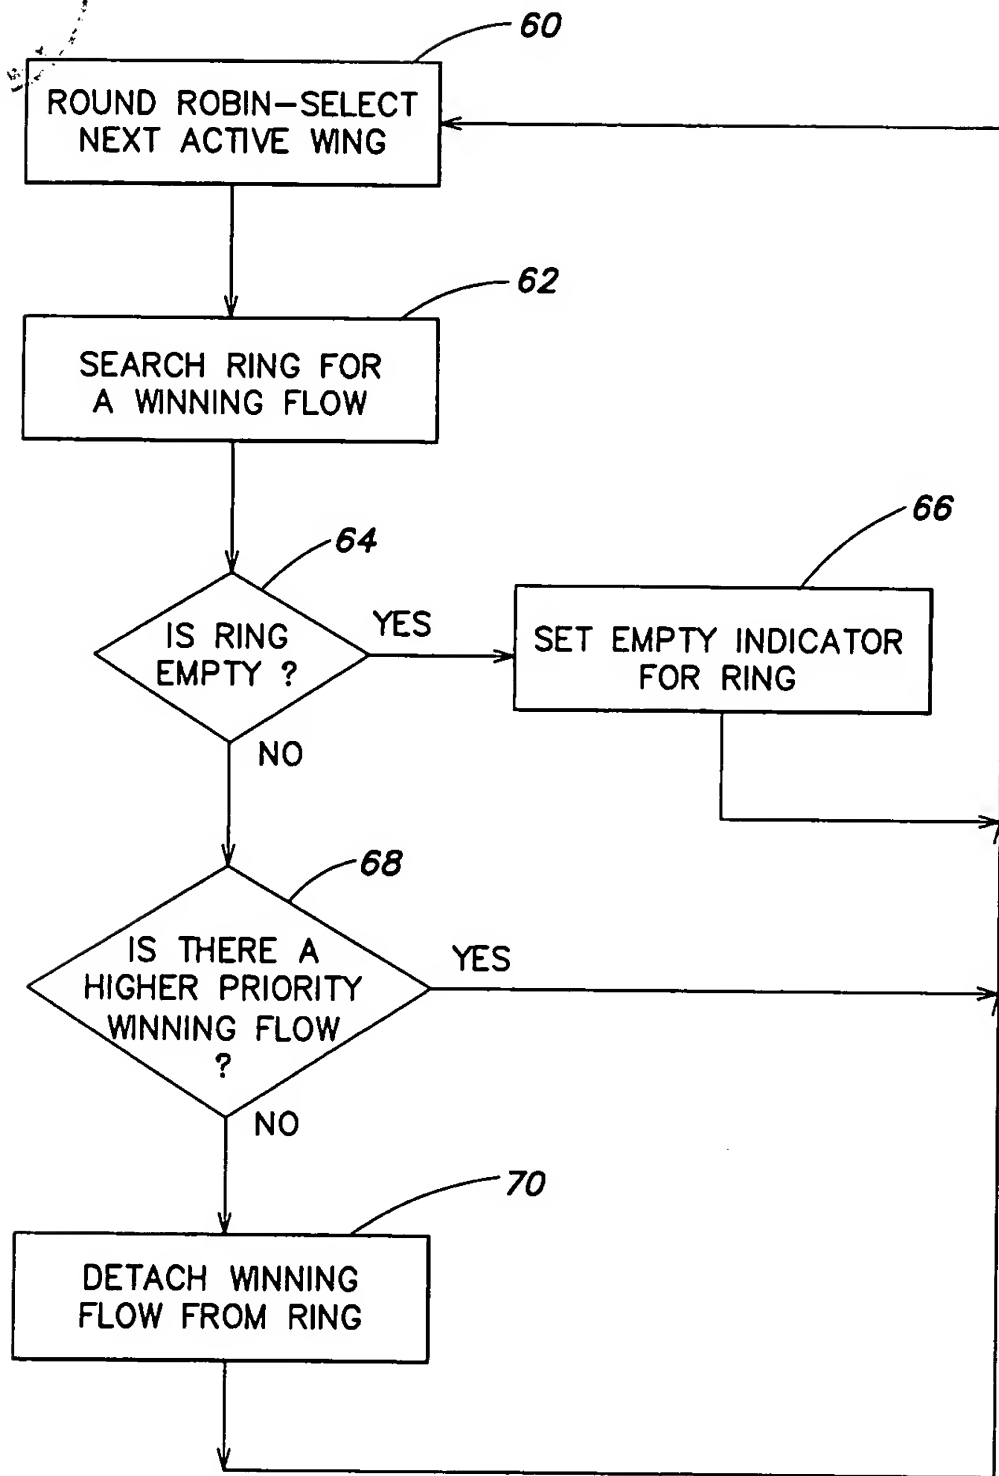 60
ROUND ROBIN–SELECT
NEXT ACTIVE WING
62
SEARCH RING FOR
A WINNING FLOW
64
IS RING
EMPTY ?
YES
66
SET EMPTY INDICATOR
FOR RING
NO
68
IS THERE A
HIGHER PRIORITY
WINNING FLOW
?
YES
NO
70
DETACH WINNING
FLOW FROM RING